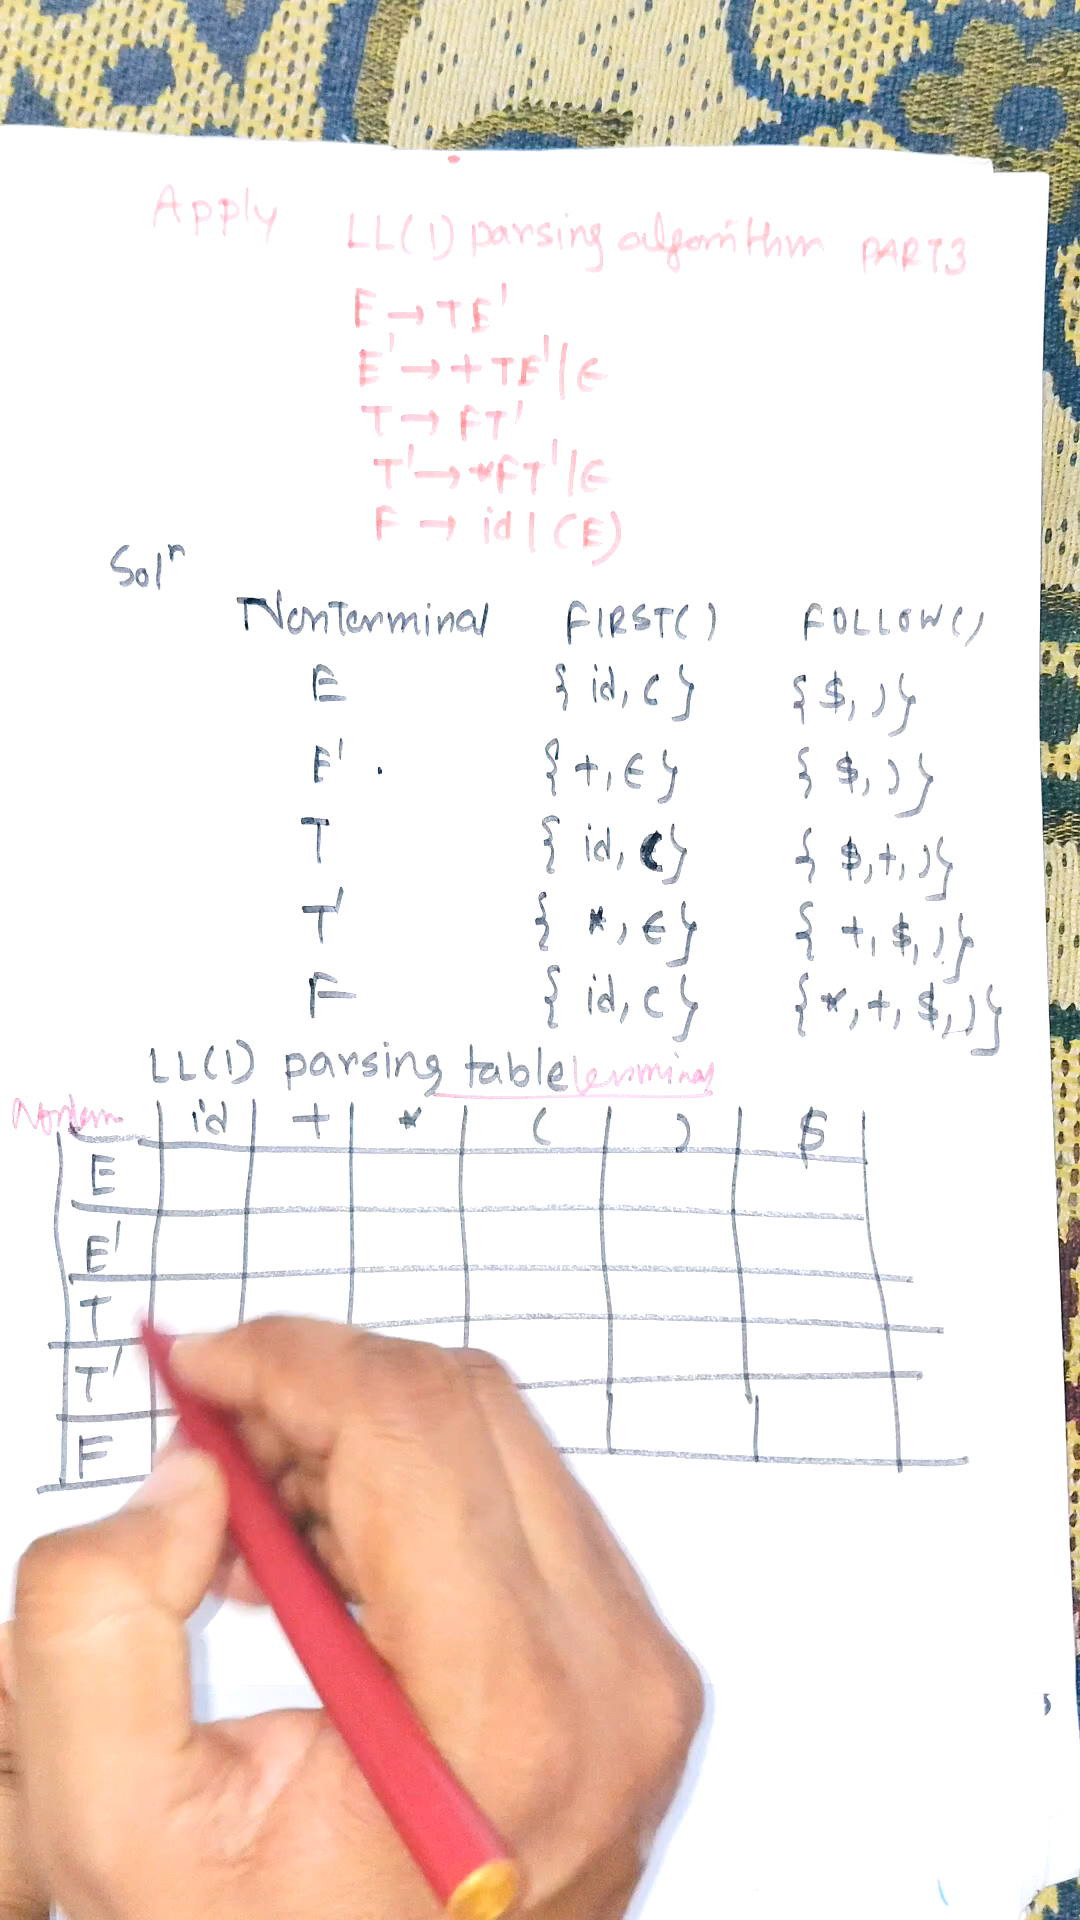 Apply LL(1) parsing algorithm PART3
E → TE'
E' → + TE' | ϵ
T → FT'
T' → *FT' | ϵ
F → id | (E)
Solⁿ
NonTerminal FIRST() FOLLOW()
E { id, ( } { $, ) }
E' . { +, ϵ } { $, ) }
T { id, ( } { $, +, ) }
T' { *, ϵ } { +, $, ) }
F { id, ( } { *, +, $, ) }
LL(1) parsing table terminal
Nonterm id + * ( ) $
E
E'
T
T'
F